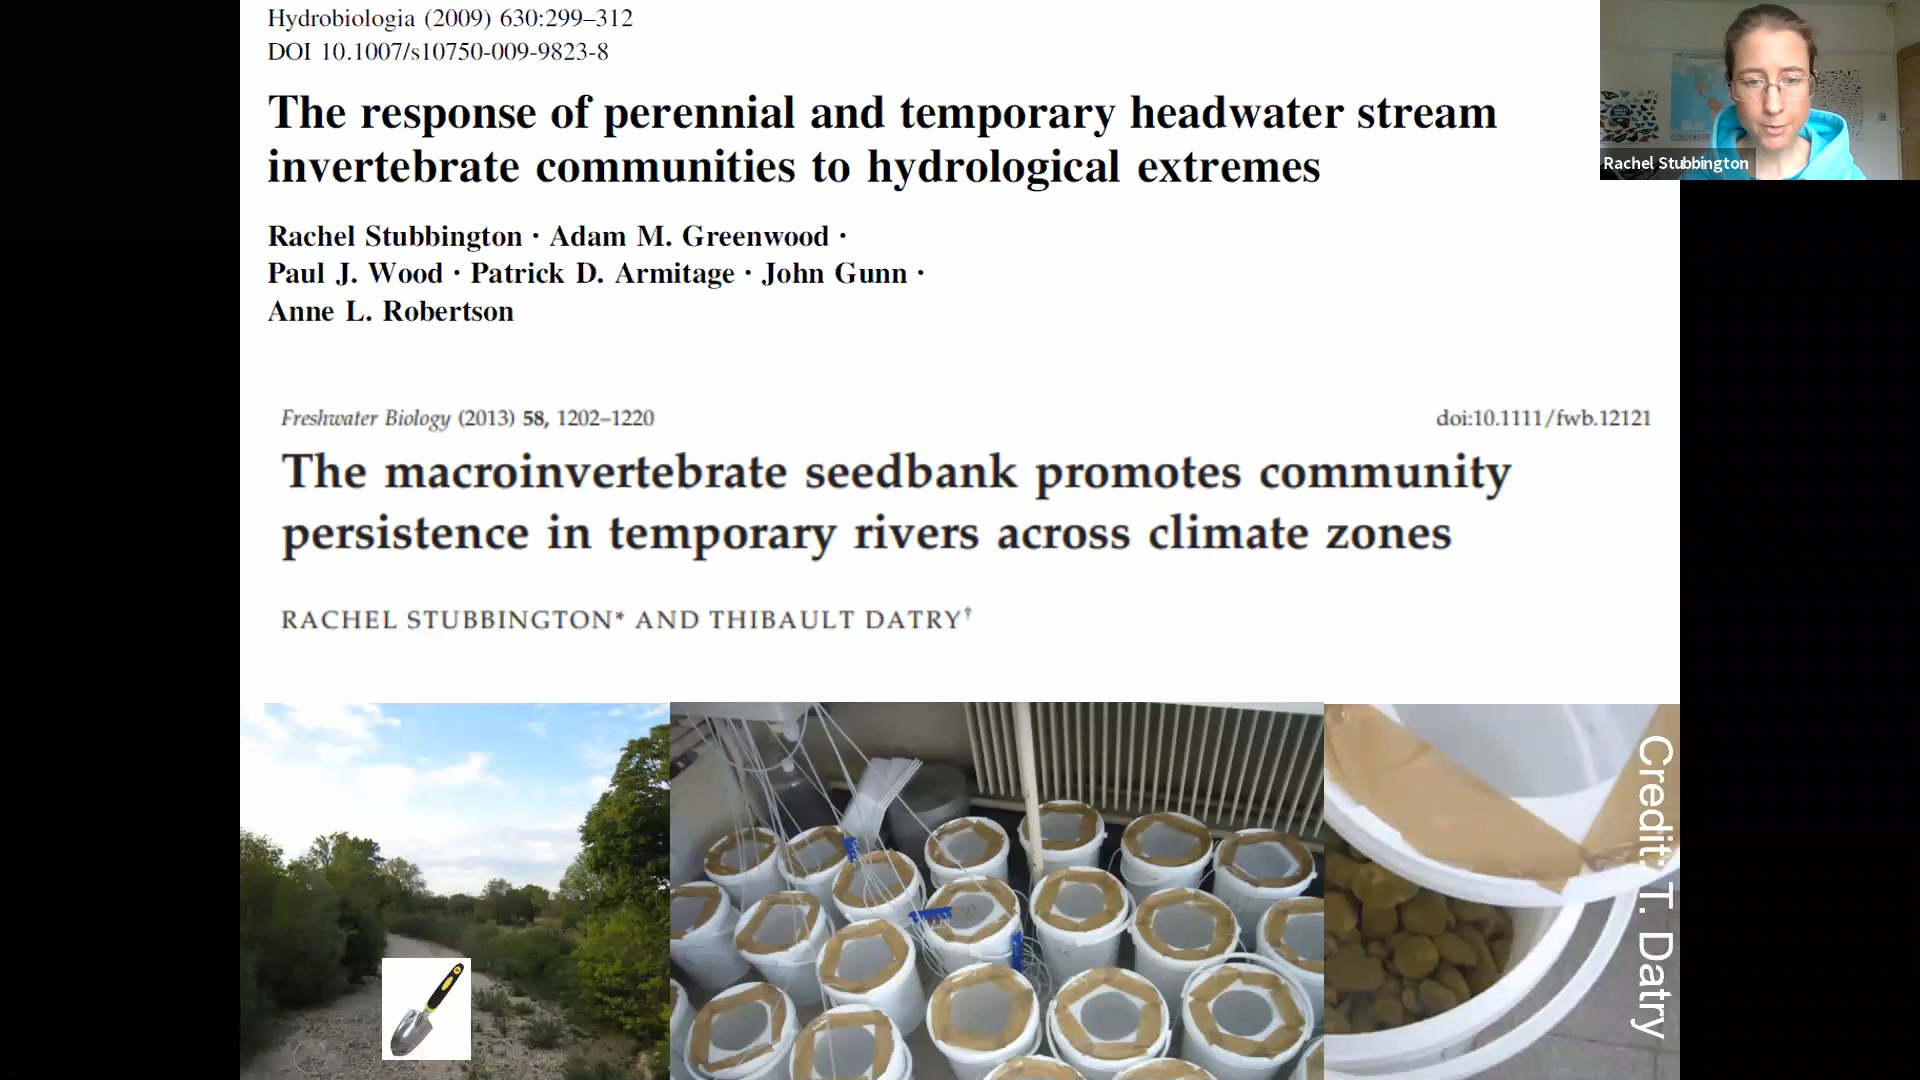 Hydrobiologia (2009) 630:299–312
DOI 10.1007/s10750-009-9823-8
The response of perennial and temporary headwater stream
invertebrate communities to hydrological extremes
Rachel Stubbington · Adam M. Greenwood ·
Paul J. Wood · Patrick D. Armitage · John Gunn ·
Anne L. Robertson
Rachel Stubbington
Freshwater Biology (2013) 58, 1202–1220
doi:10.1111/fwb.12121
The macroinvertebrate seedbank promotes community
persistence in temporary rivers across climate zones
RACHEL STUBBINGTON* AND THIBAULT DATRY†
Credit: T. Datry